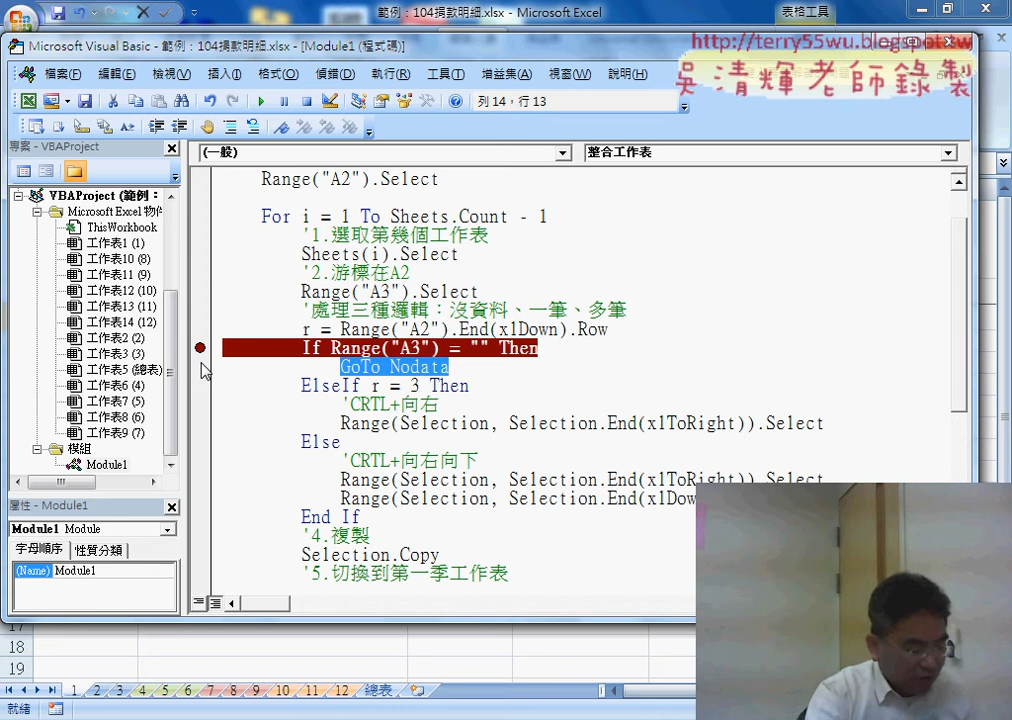 範例：104捐款明細.xlsx - Microsoft Excel
表格工具
Microsoft Visual Basic - 範例：104捐款明細.xlsx - [Module1 (程式碼)]
http://terry55wu.blogspot.tw
吳清輝老師錄製
檔案(F) 編輯(E) 檢視(V) 插入(I) 格式(O) 偵錯(D) 執行(R) 工具(T) 增益集(A) 視窗(W) 說明(H)
列 14，行 13
專案 - VBAProject
(一般)
整合工作表
VBAProject (範例：
Microsoft Excel 物件
ThisWorkbook
工作表1 (1)
工作表10 (8)
工作表11 (9)
工作表12 (10)
工作表13 (11)
工作表14 (12)
工作表2 (2)
工作表3 (3)
工作表5 (總表)
工作表6 (4)
工作表7 (5)
工作表8 (6)
工作表9 (7)
模組
Module1
屬性 - Module1
Module1 Module
字母順序 性質分類
(Name) Module1
Range("A2").Select
For i = 1 To Sheets.Count - 1
'1.選取第幾個工作表
Sheets(i).Select
'2.游標在A2
Range("A3").Select
'處理三種邏輯：沒資料、一筆、多筆
r = Range("A2").End(xlDown).Row
If Range("A3") = "" Then
GoTo Nodata
ElseIf r = 3 Then
'CRTL+向右
Range(Selection, Selection.End(xlToRight)).Select
Else
'CRTL+向右向下
Range(Selection, Selection.End(xlToRight)).Select
Range(Selection, Selection.End(xlDow
End If
'4.複製
Selection.Copy
'5.切換到第一季工作表
17
18
19
1 2 3 4 5 6 7 8 9 10 11 12 總表
就緒